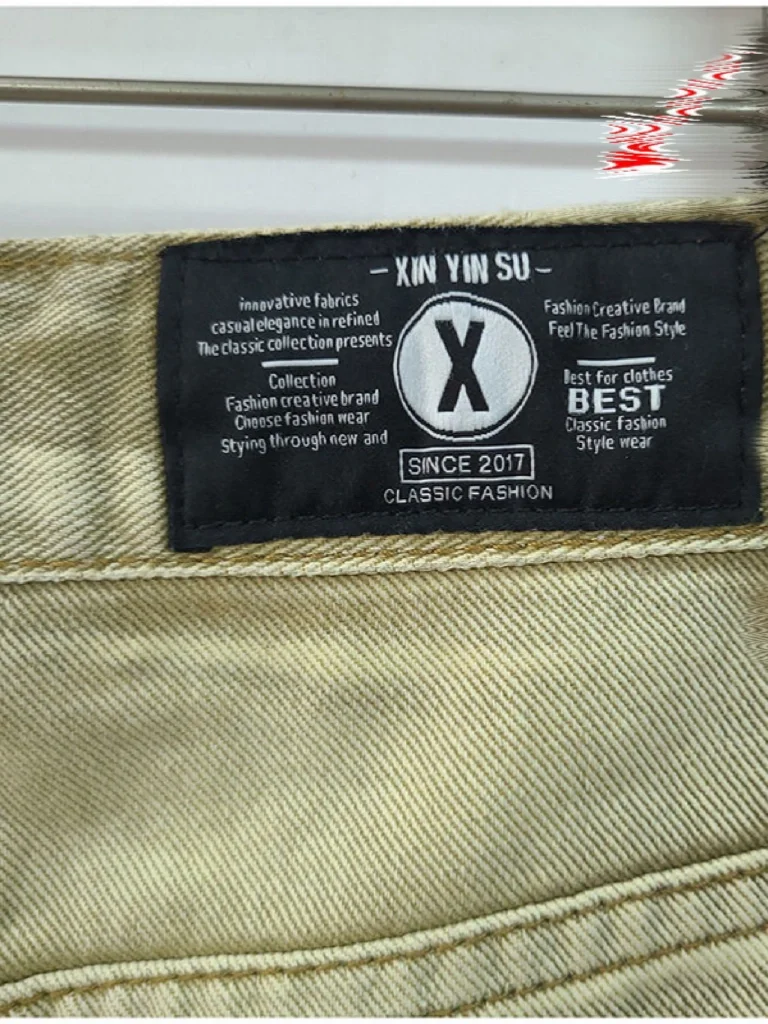 - XIN YIN SU -
innovative fabrics
casual elegance in refined
The classic collection presents
Collection
Fashion creative brand
Choose fashion wear
Stying through new and
X
SINCE 2017
CLASSIC FASHION
Fashion Creative Brand
Feel The Fashion Style
Best for clothes
BEST
Classic fashion
Style wear